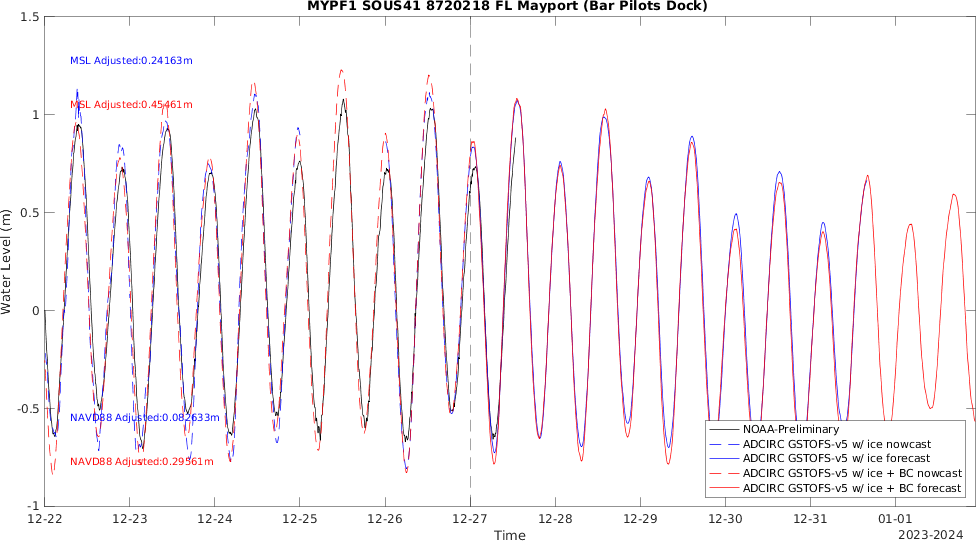 MYPF1 SOUS41 8720218 FL Mayport (Bar Pilots Dock)
1.5
MSL Adjusted:0.24163m
MSL Adjusted:0.45461m
1
0.5
Water Level (m)
0
-0.5
NAVD88 Adjusted:0.082633m
NAVD88 Adjusted:0.29561m
NOAA-Preliminary
ADCIRC GSTOFS-v5 w/ ice nowcast
ADCIRC GSTOFS-v5 w/ ice forecast
ADCIRC GSTOFS-v5 w/ ice + BC nowcast
ADCIRC GSTOFS-v5 w/ ice + BC forecast
-1
12-22 12-23 12-24 12-25 12-26 12-27 12-28 12-29 12-30 12-31 01-01
Time
2023-2024